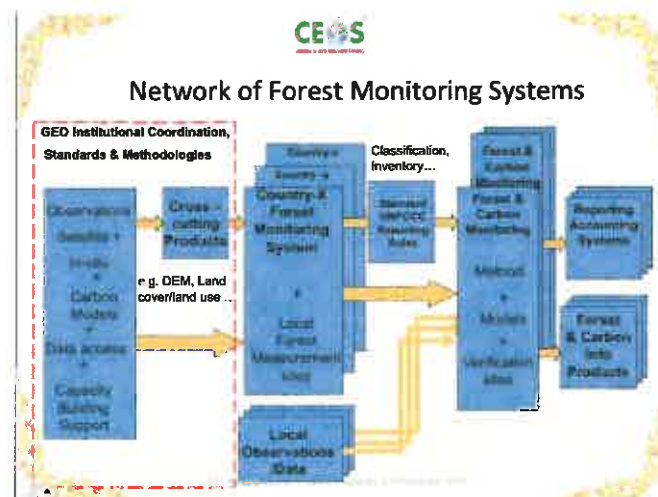 CEOS
Network of Forest Monitoring Systems
GEO Institutional Coordination,
Standards & Methodologies
Observations
Satellite +
In-situ
+
Carbon
Models
+
Data access
+
Capacity
Building
Support
Cross -
cutting
Products
e.g. DEM, Land
cover/land use ...
Country
Country
Country-
Forest
Monitoring
System
+
Local
Forest
Measurement
Classification,
Inventory...
Standard
UNFCCC
Reporting
Rules
Local
Observations
Data
Forest &
Carbon
Monitoring
Forest
& Carbon
Monitoring
Method
+
Models
+
Verification
Reporting
Accounting
Systems
Forest
& Carbon
Info
Products